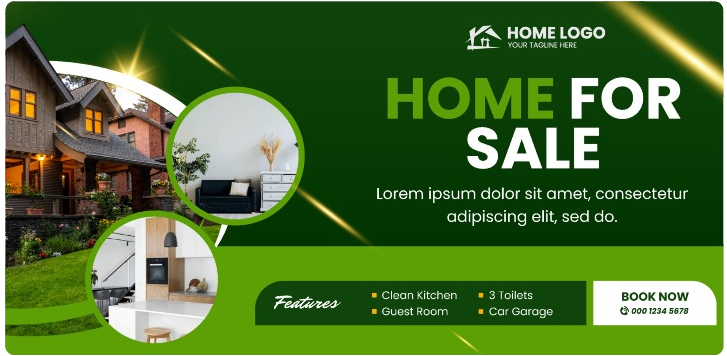 HOME LOGO
YOUR TAGLINE HERE
HOME FOR
SALE
Lorem ipsum dolor sit amet, consectetur
adipiscing elit, sed do.
Features
Clean Kitchen
3 Toilets
Guest Room
Car Garage
BOOK NOW
000 1234 5678